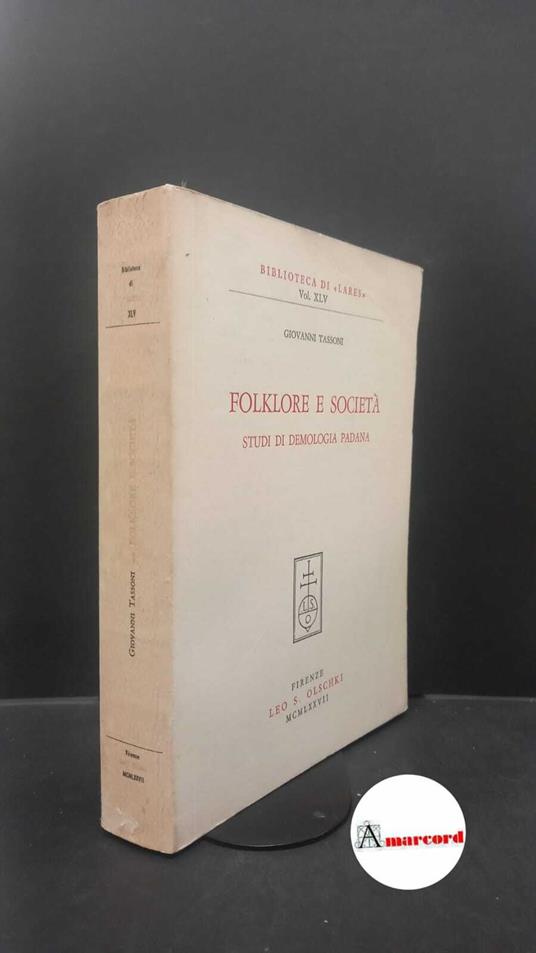 Biblioteca
di
XLV
GIOVANNI TASSONI — FOLKLORE E SOCIETÀ
Firenze
MCMLXXVII
BIBLIOTECA DI «LARES»
Vol. XLV
GIOVANNI TASSONI
FOLKLORE E SOCIETÀ
STUDI DI DEMOLOGIA PADANA
L S
O
FIRENZE
LEO S. OLSCHKI
MCMLXXVII
Amarcord